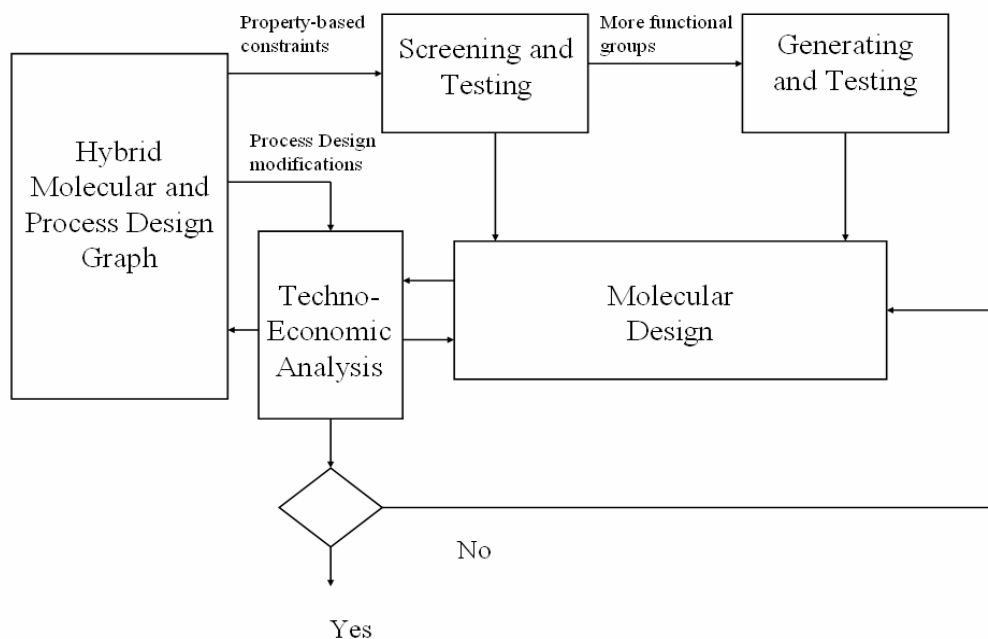 Property-based
constraints
Screening and
Testing
More functional
groups
Generating
and Testing
Hybrid
Molecular and
Process Design
Graph
Process Design
modifications
Techno-
Economic
Analysis
Molecular
Design
No
Yes